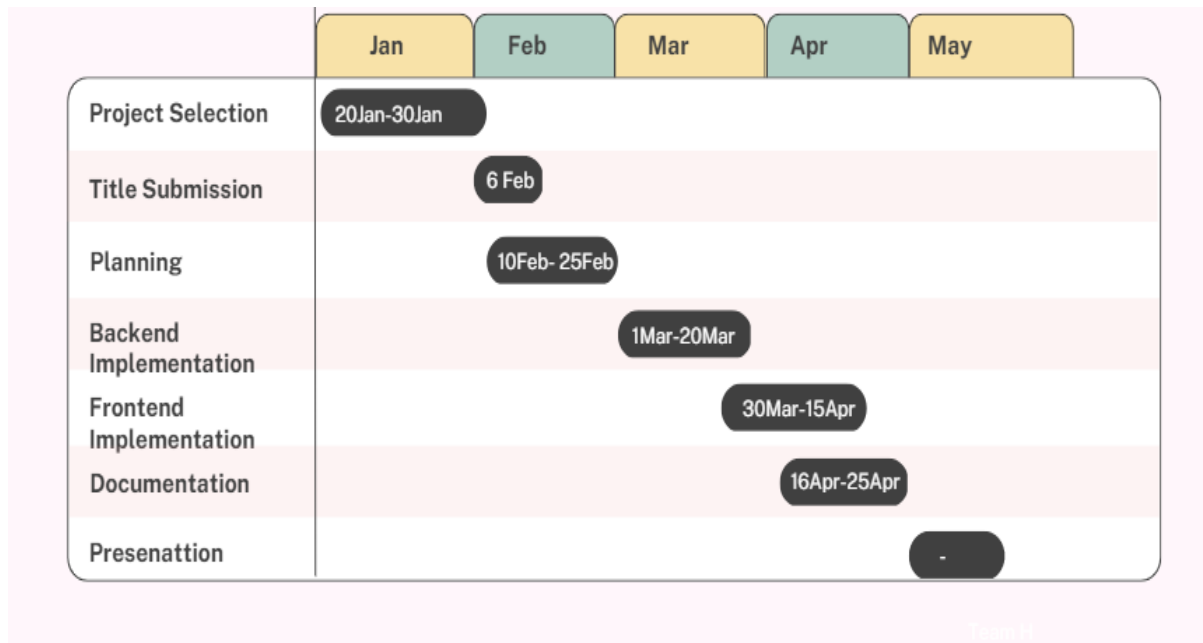 Jan Feb Mar Apr May
Project Selection 20Jan-30Jan
Title Submission 6 Feb
Planning 10Feb- 25Feb
Backend
Implementation 1Mar-20Mar
Frontend
Implementation 30Mar-15Apr
Documentation 16Apr-25Apr
Presenattion -
Team H